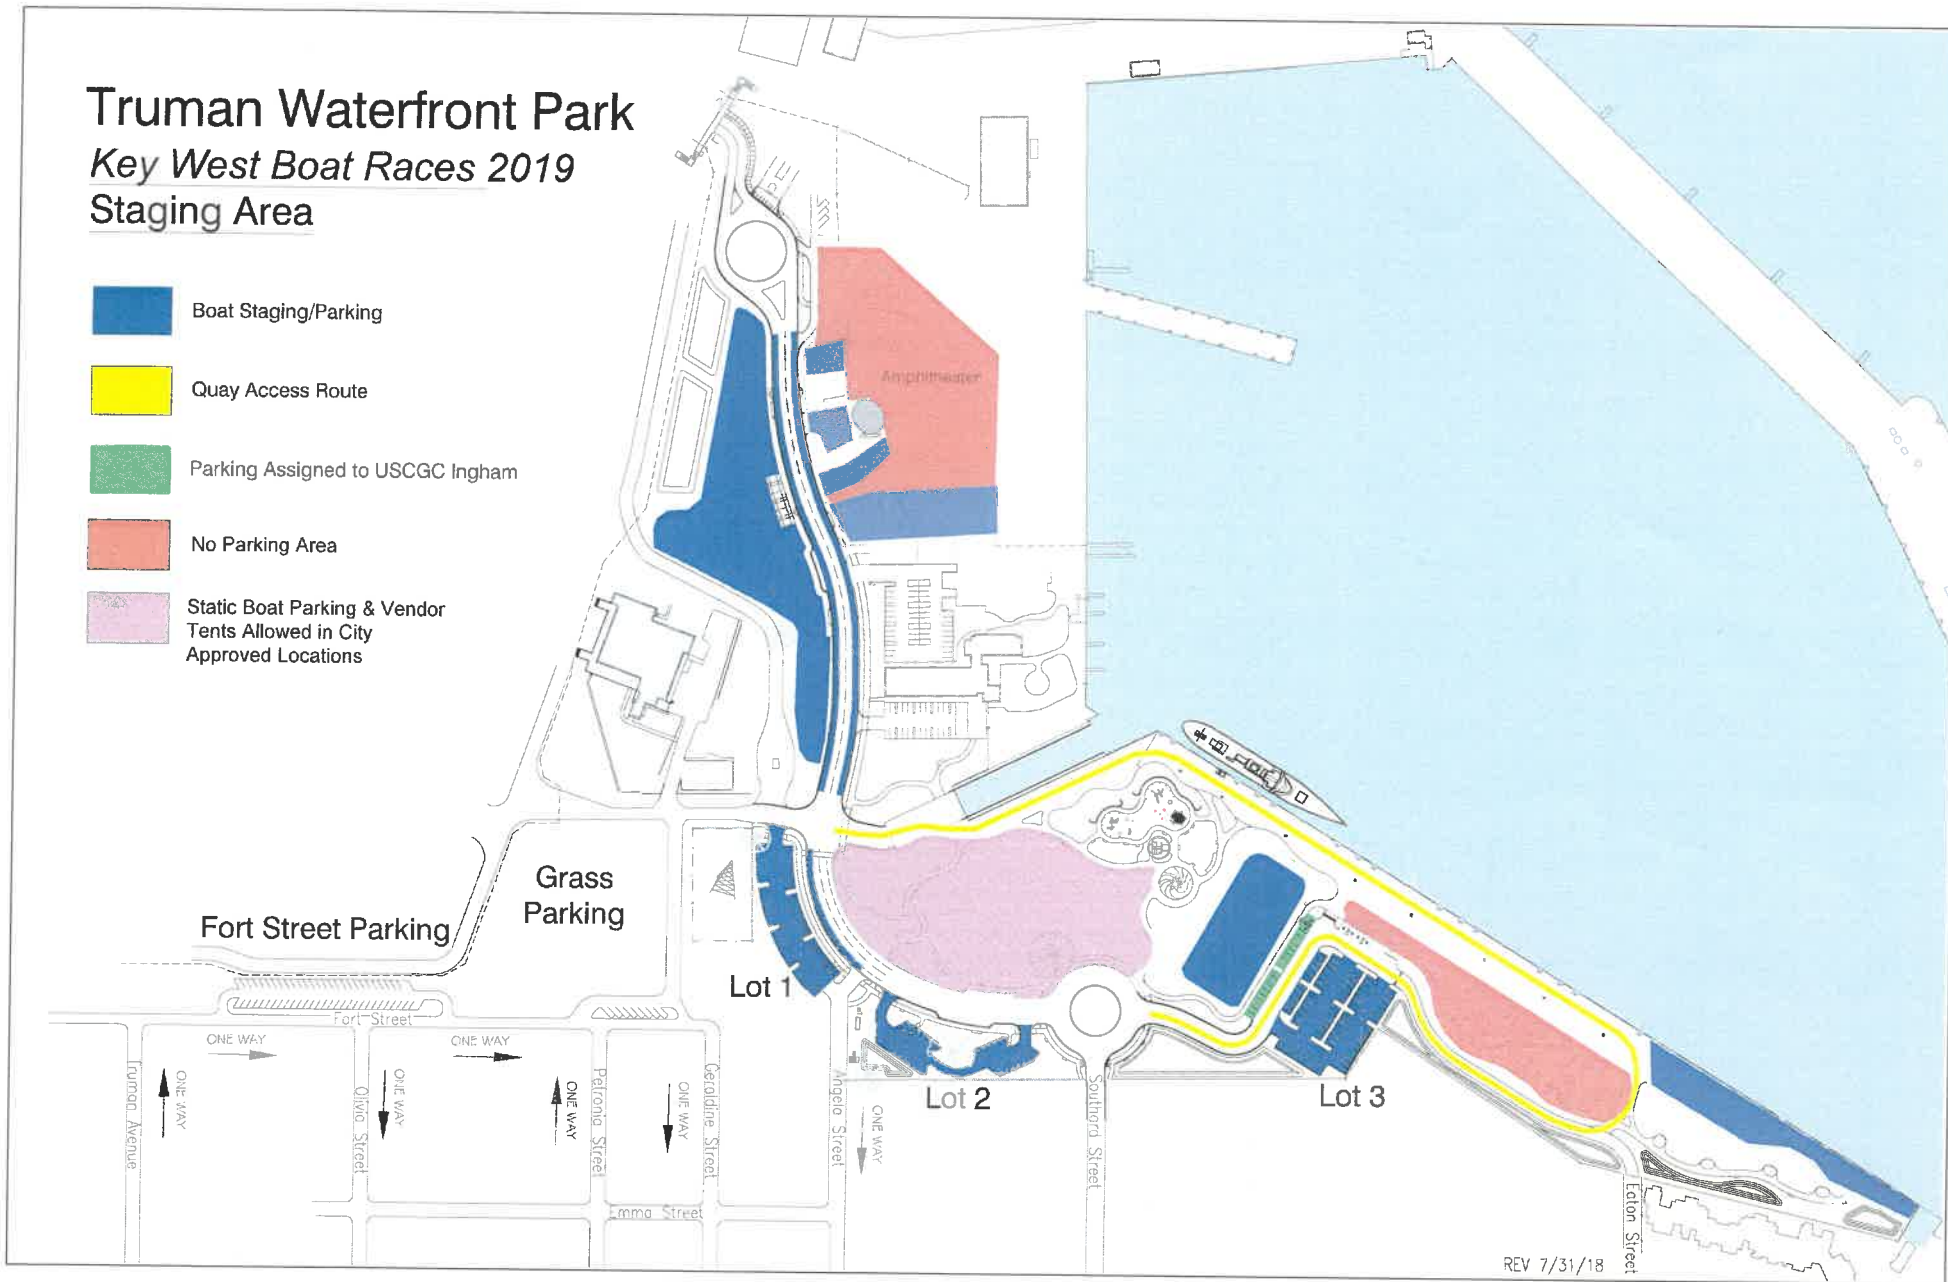 Truman Waterfront Park
Key West Boat Races 2019
Staging Area
Boat Staging/Parking
Quay Access Route
Parking Assigned to USCGC Ingham
No Parking Area
Static Boat Parking & Vendor
Tents Allowed in City
Approved Locations
Amphitheater
Grass
Parking
Fort Street Parking
Lot 1
Lot 2
Lot 3
Fort Street
ONE WAY
ONE WAY
Truman Avenue
ONE WAY
Olivia Street
ONE WAY
ONE WAY
Petronia Street
ONE WAY
Geraldine Street
Angela Street
ONE WAY
Southard Street
Emma Street
Eaton Street
REV 7/31/18